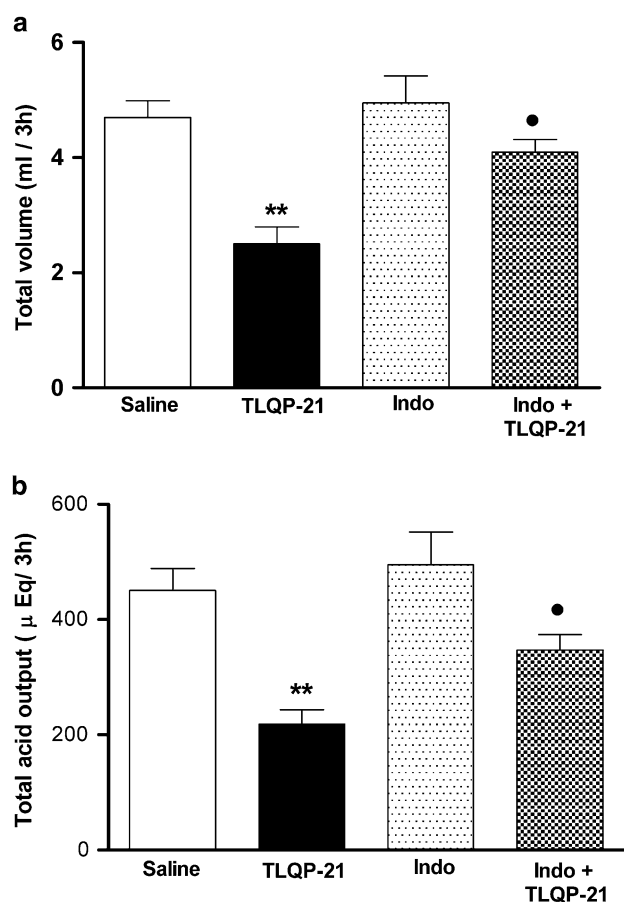 a
Total volume (ml / 3h)
6
4
2
0
**
•
Saline
TLQP-21
Indo
Indo +
TLQP-21
b
Total acid output ( μ Eq/ 3h)
600
400
200
0
**
•
Saline
TLQP-21
Indo
Indo +
TLQP-21